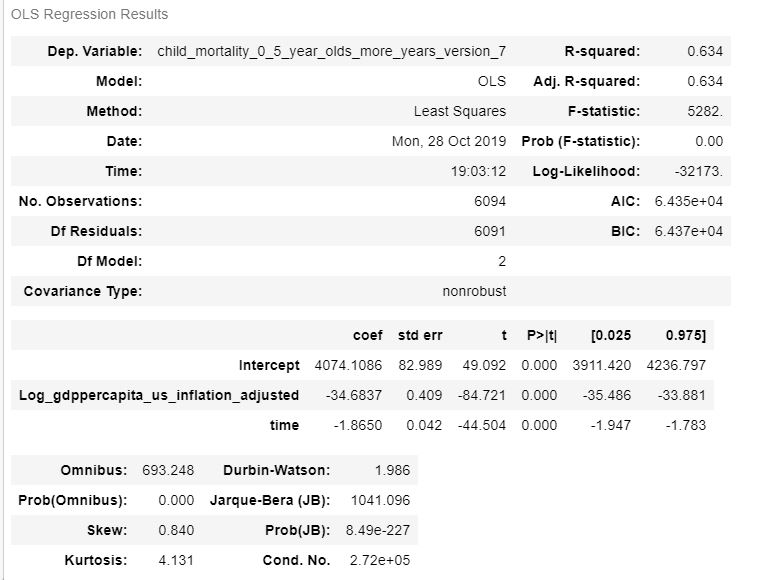 OLS Regression Results
Dep. Variable: child_mortality_0_5_year_olds_more_years_version_7 R-squared: 0.634
Model: OLS Adj. R-squared: 0.634
Method: Least Squares F-statistic: 5282.
Date: Mon, 28 Oct 2019 Prob (F-statistic): 0.00
Time: 19:03:12 Log-Likelihood: -32173.
No. Observations: 6094 AIC: 6.435e+04
Df Residuals: 6091 BIC: 6.437e+04
Df Model: 2
Covariance Type: nonrobust
coef std err t P>|t| [0.025 0.975]
Intercept 4074.1086 82.989 49.092 0.000 3911.420 4236.797
Log_gdppercapita_us_inflation_adjusted -34.6837 0.409 -84.721 0.000 -35.486 -33.881
time -1.8650 0.042 -44.504 0.000 -1.947 -1.783
Omnibus: 693.248 Durbin-Watson: 1.986
Prob(Omnibus): 0.000 Jarque-Bera (JB): 1041.096
Skew: 0.840 Prob(JB): 8.49e-227
Kurtosis: 4.131 Cond. No. 2.72e+05